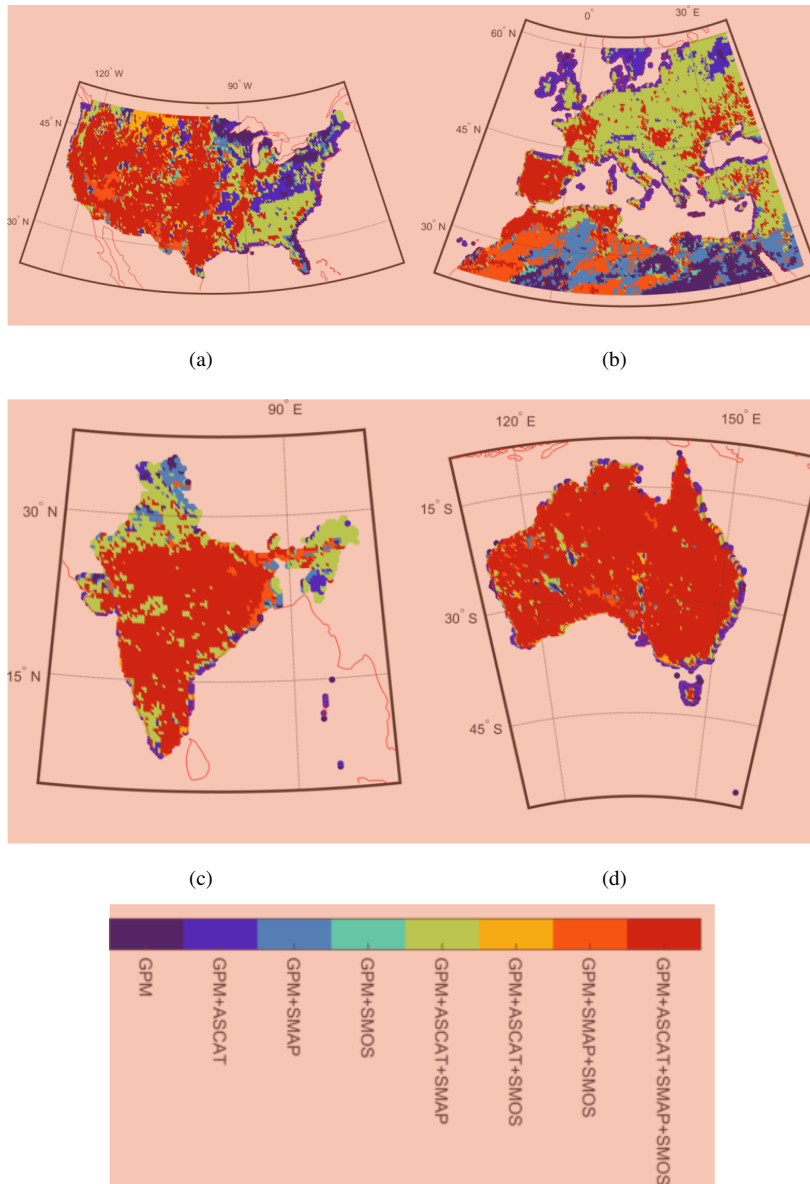 120° W
90° W
45° N
30° N
0°
30° E
60° N
45° N
30° N
(a)
(b)
90° E
30° N
15° N
120° E
150° E
15° S
30° S
45° S
(c)
(d)
GPM
GPM+ASCAT
GPM+SMAP
GPM+SMOS
GPM+ASCAT+SMAP
GPM+ASCAT+SMOS
GPM+SMAP+SMOS
GPM+ASCAT+SMAP+SMOS